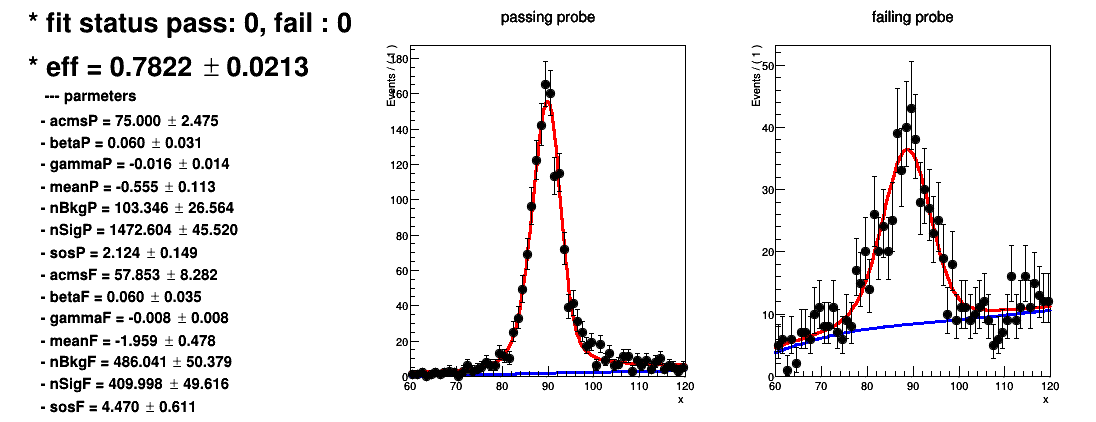 * fit status pass: 0, fail : 0
* eff = 0.7822 ± 0.0213
--- parmeters
- acmsP = 75.000 ± 2.475
- betaP = 0.060 ± 0.031
- gammaP = -0.016 ± 0.014
- meanP = -0.555 ± 0.113
- nBkgP = 103.346 ± 26.564
- nSigP = 1472.604 ± 45.520
- sosP = 2.124 ± 0.149
- acmsF = 57.853 ± 8.282
- betaF = 0.060 ± 0.035
- gammaF = -0.008 ± 0.008
- meanF = -1.959 ± 0.478
- nBkgF = 486.041 ± 50.379
- nSigF = 409.998 ± 49.616
- sosF = 4.470 ± 0.611
passing probe
Events / ( 1 )
180
160
140
120
100
80
60
40
20
0
60 70 80 90 100 110 120
x
failing probe
Events / ( 1 )
50
40
30
20
10
0
60 70 80 90 100 110 120
x